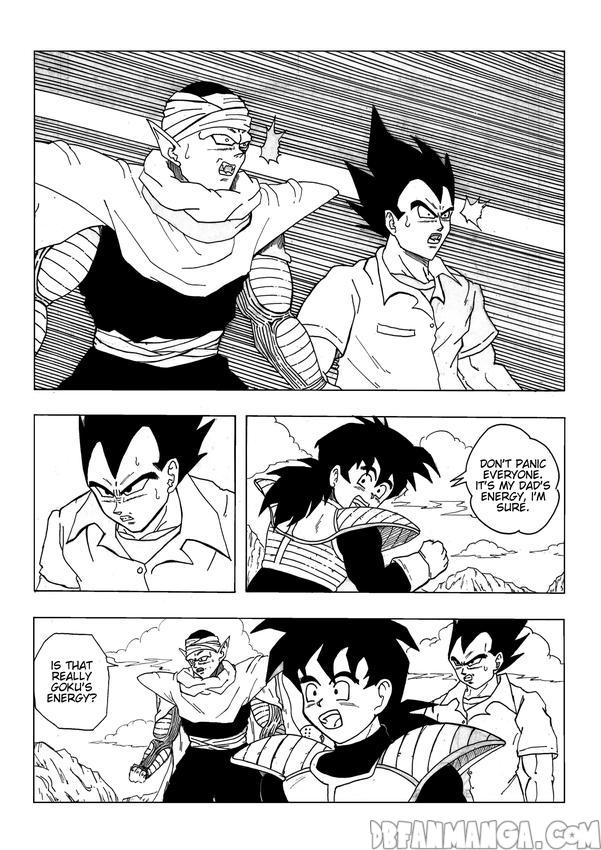 DON'T PANIC
EVERYONE.
IT'S MY DAD'S
ENERGY, I'M
SURE.
IS THAT
REALLY
GOKU'S
ENERGY?
DBFANMANGA.COM